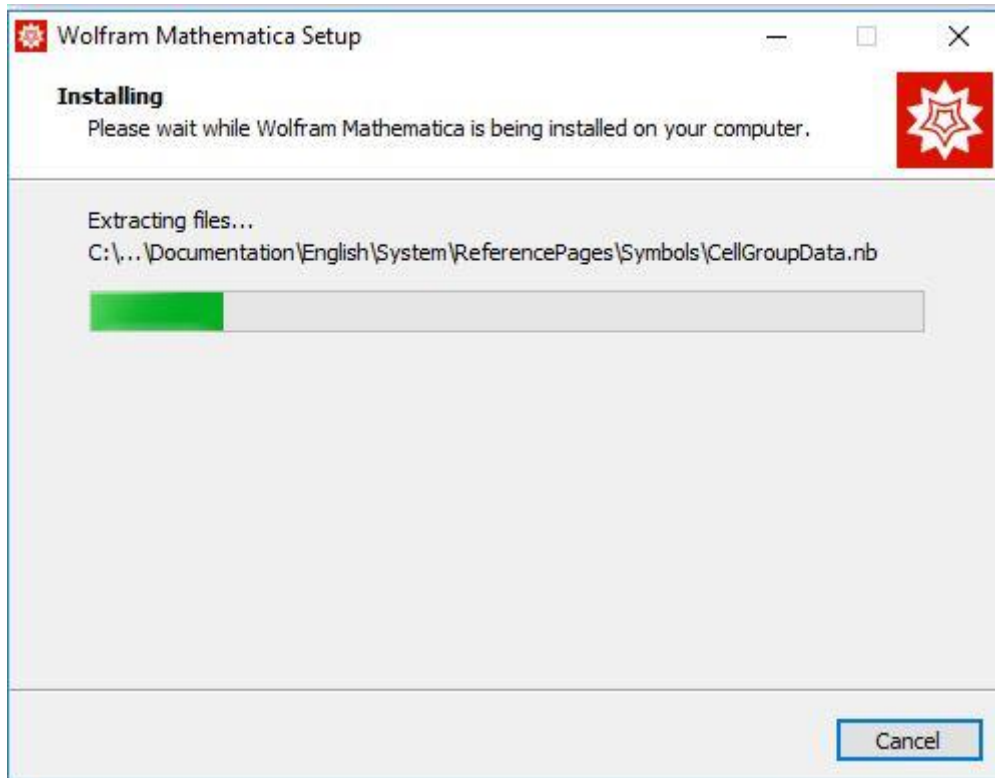 Wolfram Mathematica Setup
Installing
Please wait while Wolfram Mathematica is being installed on your computer.
Extracting files...
C:\...\Documentation\English\System\ReferencePages\Symbols\CellGroupData.nb
Cancel